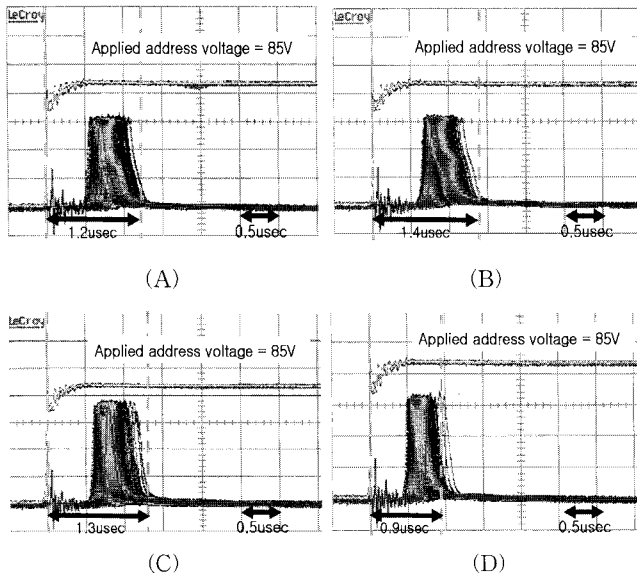 LeCroy
Applied address voltage = 85V
1.2usec
0.5usec
(A)
LeCroy
Applied address voltage = 85V
1.4usec
0.5usec
(B)
LeCroy
Applied address voltage = 85V
1.3usec
0.5usec
(C)
Applied address voltage = 85V
0.9usec
0.5usec
(D)